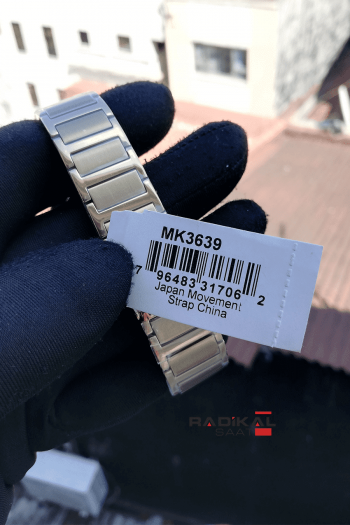 MK3639
7 96483 31706 2
Japan Movement
Strap China
RADIKAL
SAAT